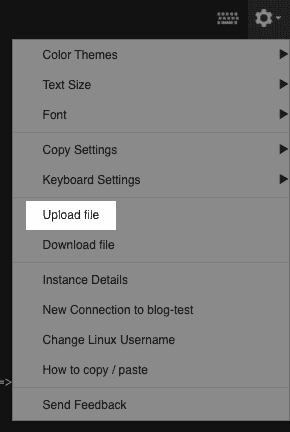 Color Themes
Text Size
Font
Copy Settings
Keyboard Settings
Upload file
Download file
Instance Details
New Connection to blog-test
Change Linux Username
=>
How to copy / paste
Send Feedback